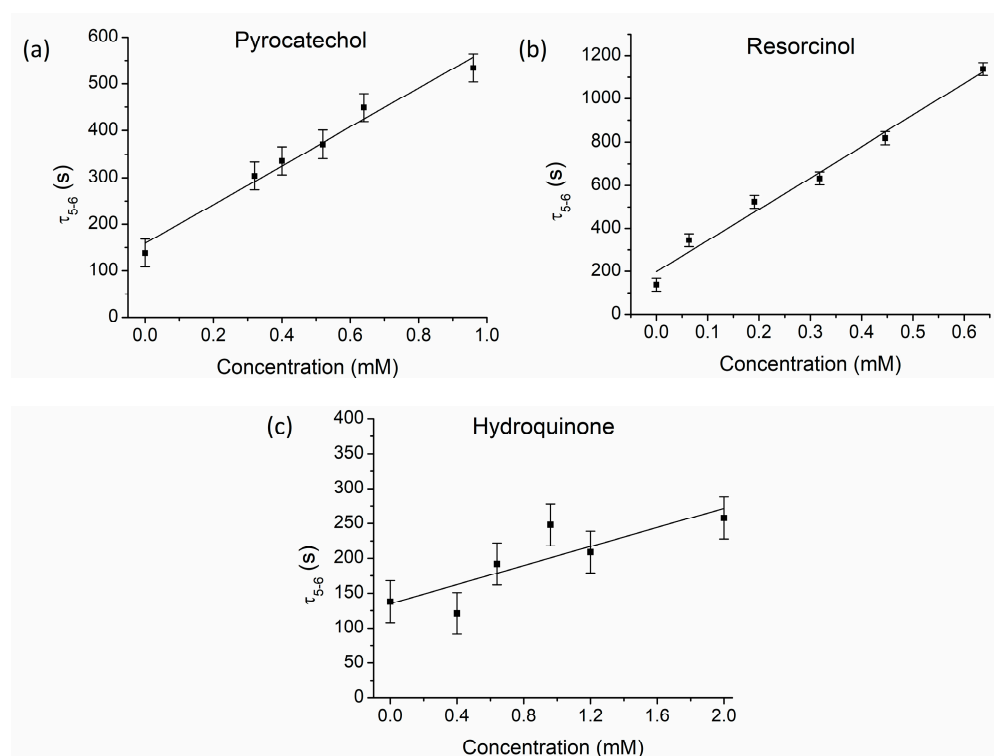 (a)
Pyrocatechol
600
500
400
300
200
100
0
τ5-6 (s)
0.0 0.2 0.4 0.6 0.8 1.0
Concentration (mM)
(b)
Resorcinol
1200
1000
800
600
400
200
0
τ5-6 (s)
0.0 0.1 0.2 0.3 0.4 0.5 0.6
Concentration (mM)
(c)
Hydroquinone
400
350
300
250
200
150
100
50
0
τ5-6 (s)
0.0 0.4 0.8 1.2 1.6 2.0
Concentration (mM)